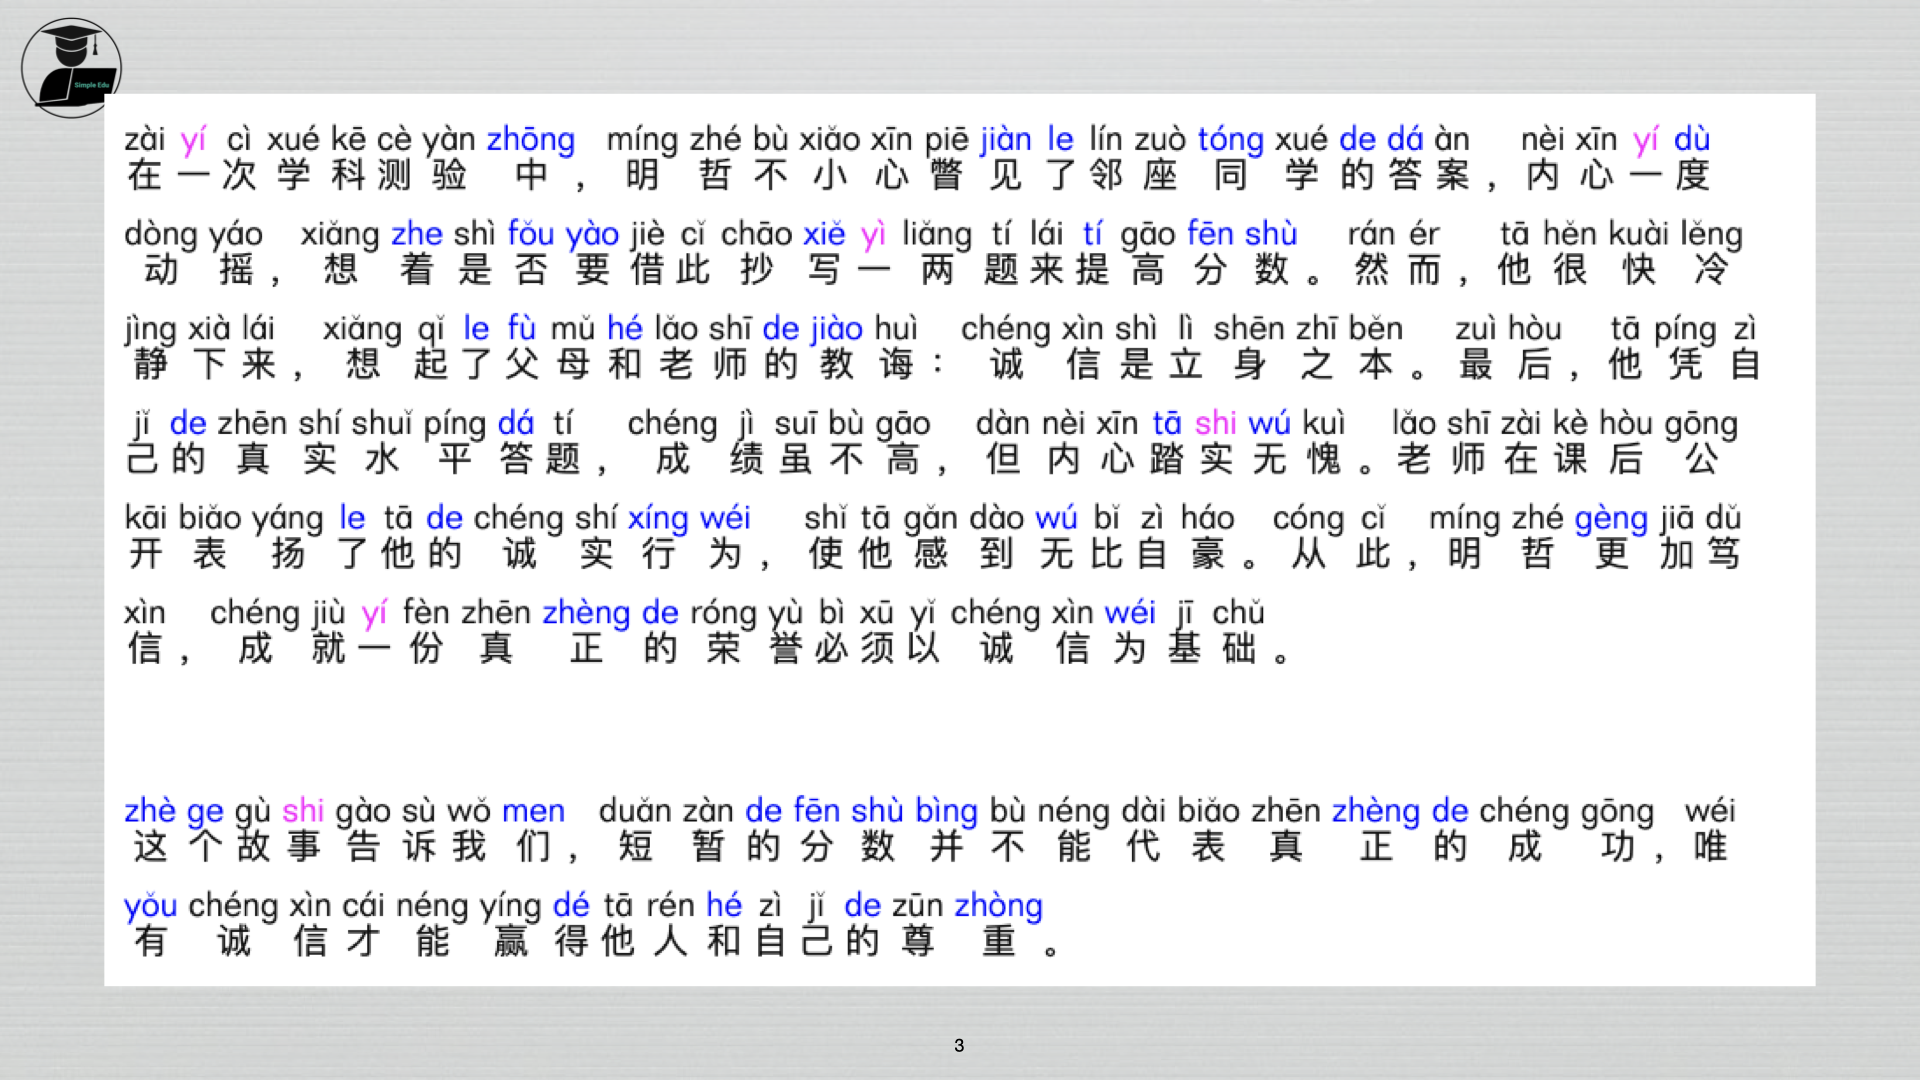 Simple Edu
zài yí cì xué kē cè yàn zhōng míng zhé bù xiǎo xīn piē jiàn le lín zuò tóng xué de dá àn nèi xīn yí dù
在一次学科测验中，明哲不小心瞥见了邻座同学的答案，内心一度
dòng yáo xiǎng zhe shì fǒu yào jiè cǐ chāo xiě yì liǎng tí lái tí gāo fēn shù rán ér tā hěn kuài lěng
动摇，想着是否要借此抄写一两题来提高分数。然而，他很快冷
jìng xià lái xiǎng qǐ le fù mǔ hé lǎo shī de jiào huì chéng xìn shì lì shēn zhī běn zuì hòu tā píng zì
静下来，想起了父母和老师的教诲：诚信是立身之本。最后，他凭自
jǐ de zhēn shí shuǐ píng dá tí chéng jì suī bù gāo dàn nèi xīn tā shi wú kuì lǎo shī zài kè hòu gōng
己的真实水平答题，成绩虽不高，但内心踏实无愧。老师在课后公
kāi biǎo yáng le tā de chéng shí xíng wéi shǐ tā gǎn dào wú bǐ zì háo cóng cǐ míng zhé gèng jiā dǔ
开表扬了他的诚实行为，使他感到无比自豪。从此，明哲更加笃
xìn chéng jiù yí fèn zhēn zhèng de róng yù bì xū yǐ chéng xìn wéi jī chǔ
信，成就一份真正的荣誉必须以诚信为基础。
zhè ge gù shi gào sù wǒ men duǎn zàn de fēn shù bìng bù néng dài biǎo zhēn zhèng de chéng gōng wéi
这个故事告诉我们，短暂的分数并不能代表真正的成功，唯
yǒu chéng xìn cái néng yíng dé tā rén hé zì jǐ de zūn zhòng
有诚信才能赢得他人和自己的尊重。
3